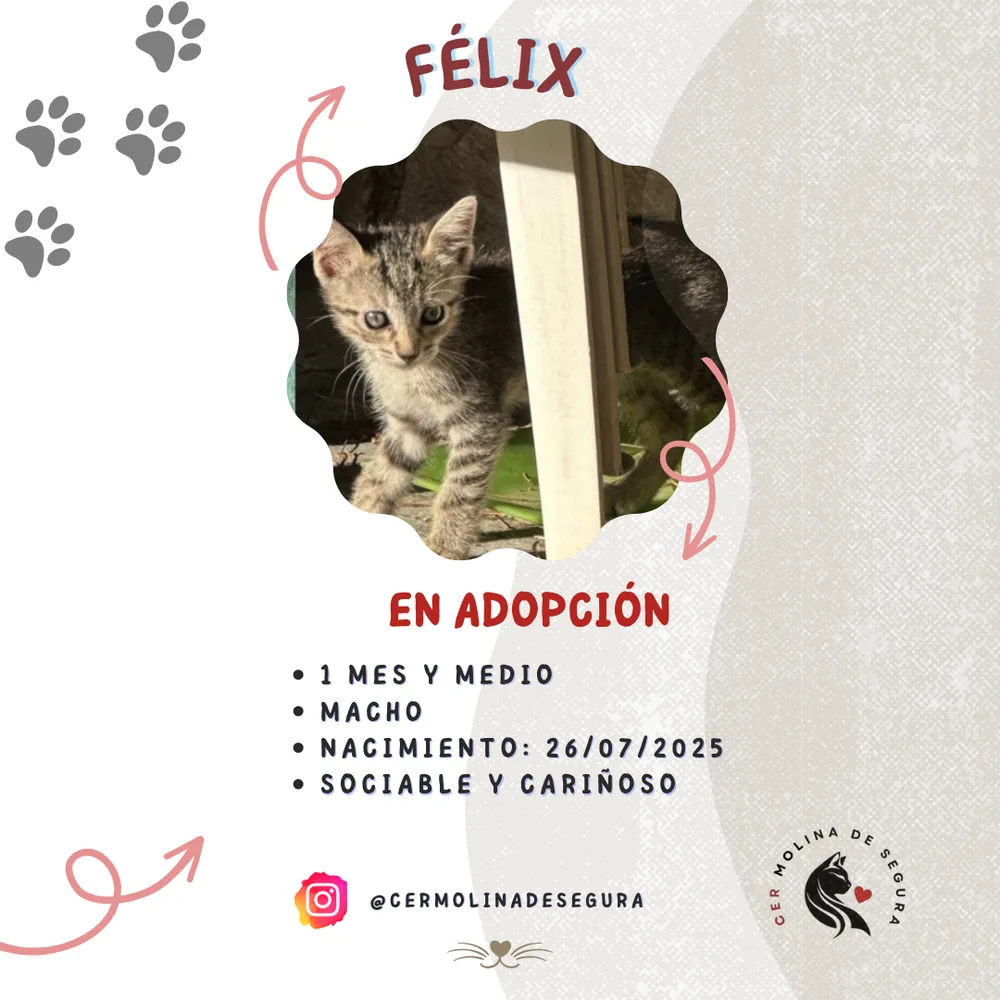 FÉLIX
EN ADOPCIÓN
• 1 MES Y MEDIO
• MACHO
• NACIMIENTO: 26/07/2025
• SOCIABLE Y CARIÑOSO
@CERMOLINADESEGURA
CER MOLINA DE SEGURA